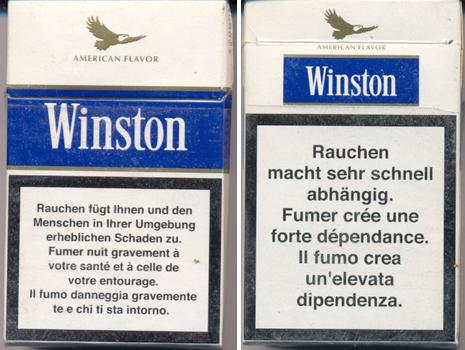 AMERICAN FLAVOR
Winston
Rauchen fügt Ihnen und den
Menschen in Ihrer Umgebung
erheblichen Schaden zu.
Fumer nuit gravement à
votre santé et à celle de
votre entourage.
Il fumo danneggia gravemente
te e chi ti sta intorno.
AMERICAN FLAVOR
Winston
Rauchen
macht sehr schnell
abhängig.
Fumer crée une
forte dépendance.
Il fumo crea
un'elevata
dipendenza.